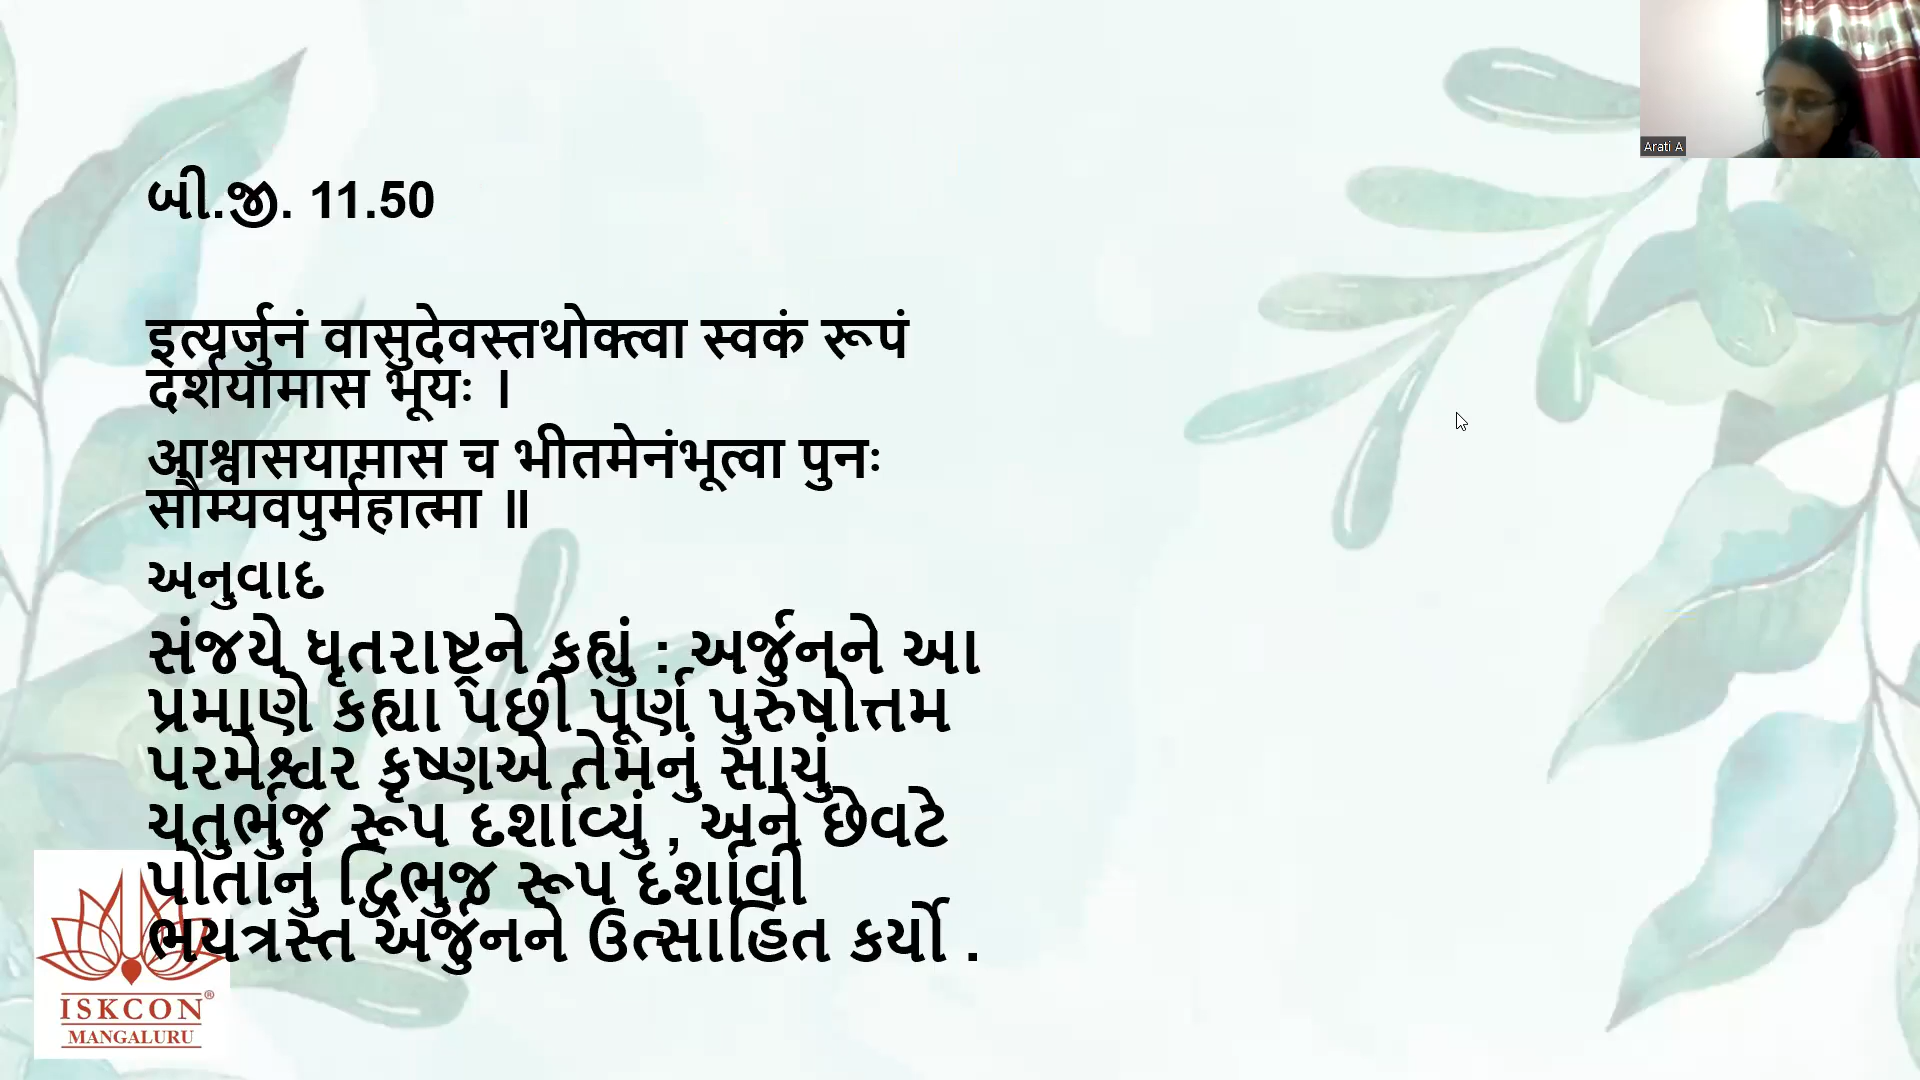 Arati A
બી.જી. 11.50
इत्यर्जुनं वासुदेवस्तथोक्त्वा स्वकं रूपं
दर्शयामास भूयः ।
आश्वासयामास च भीतमेनंभूत्वा पुनः
सौम्यवपुर्महात्मा ॥
અનુવાદ
સંજયે ધૃતરાષ્ટ્રને કહ્યું : અર્જુનને આ
પ્રમાણે કહ્યા પછી પૂર્ણ પુરુષોત્તમ
પરમેશ્વર કૃષ્ણએ તેમનું સાચું
ચતુર્ભુજ રૂપ દર્શાવ્યું , અને છેવટે
પોતાનું દ્વિભુજ રૂપ દર્શાવી
ભયત્રસ્ત અર્જુનને ઉત્સાહિત કર્યો .
ISKCON®
MANGALURU